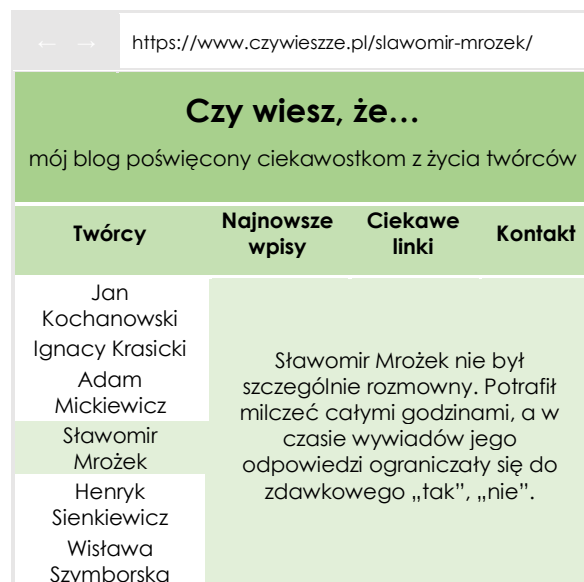 https://www.czywieszze.pl/slawomir-mrozek/
Czy wiesz, że…
mój blog poświęcony ciekawostkom z życia twórców
Twórcy
Najnowsze
wpisy
Ciekawe
linki
Kontakt
Jan
Kochanowski
Ignacy Krasicki
Adam
Mickiewicz
Sławomir
Mrożek
Henryk
Sienkiewicz
Wisława
Szymborska
Sławomir Mrożek nie był
szczególnie rozmowny. Potrafił
milczeć całymi godzinami, a w
czasie wywiadów jego
odpowiedzi ograniczały się do
zdawkowego „tak”, „nie”.